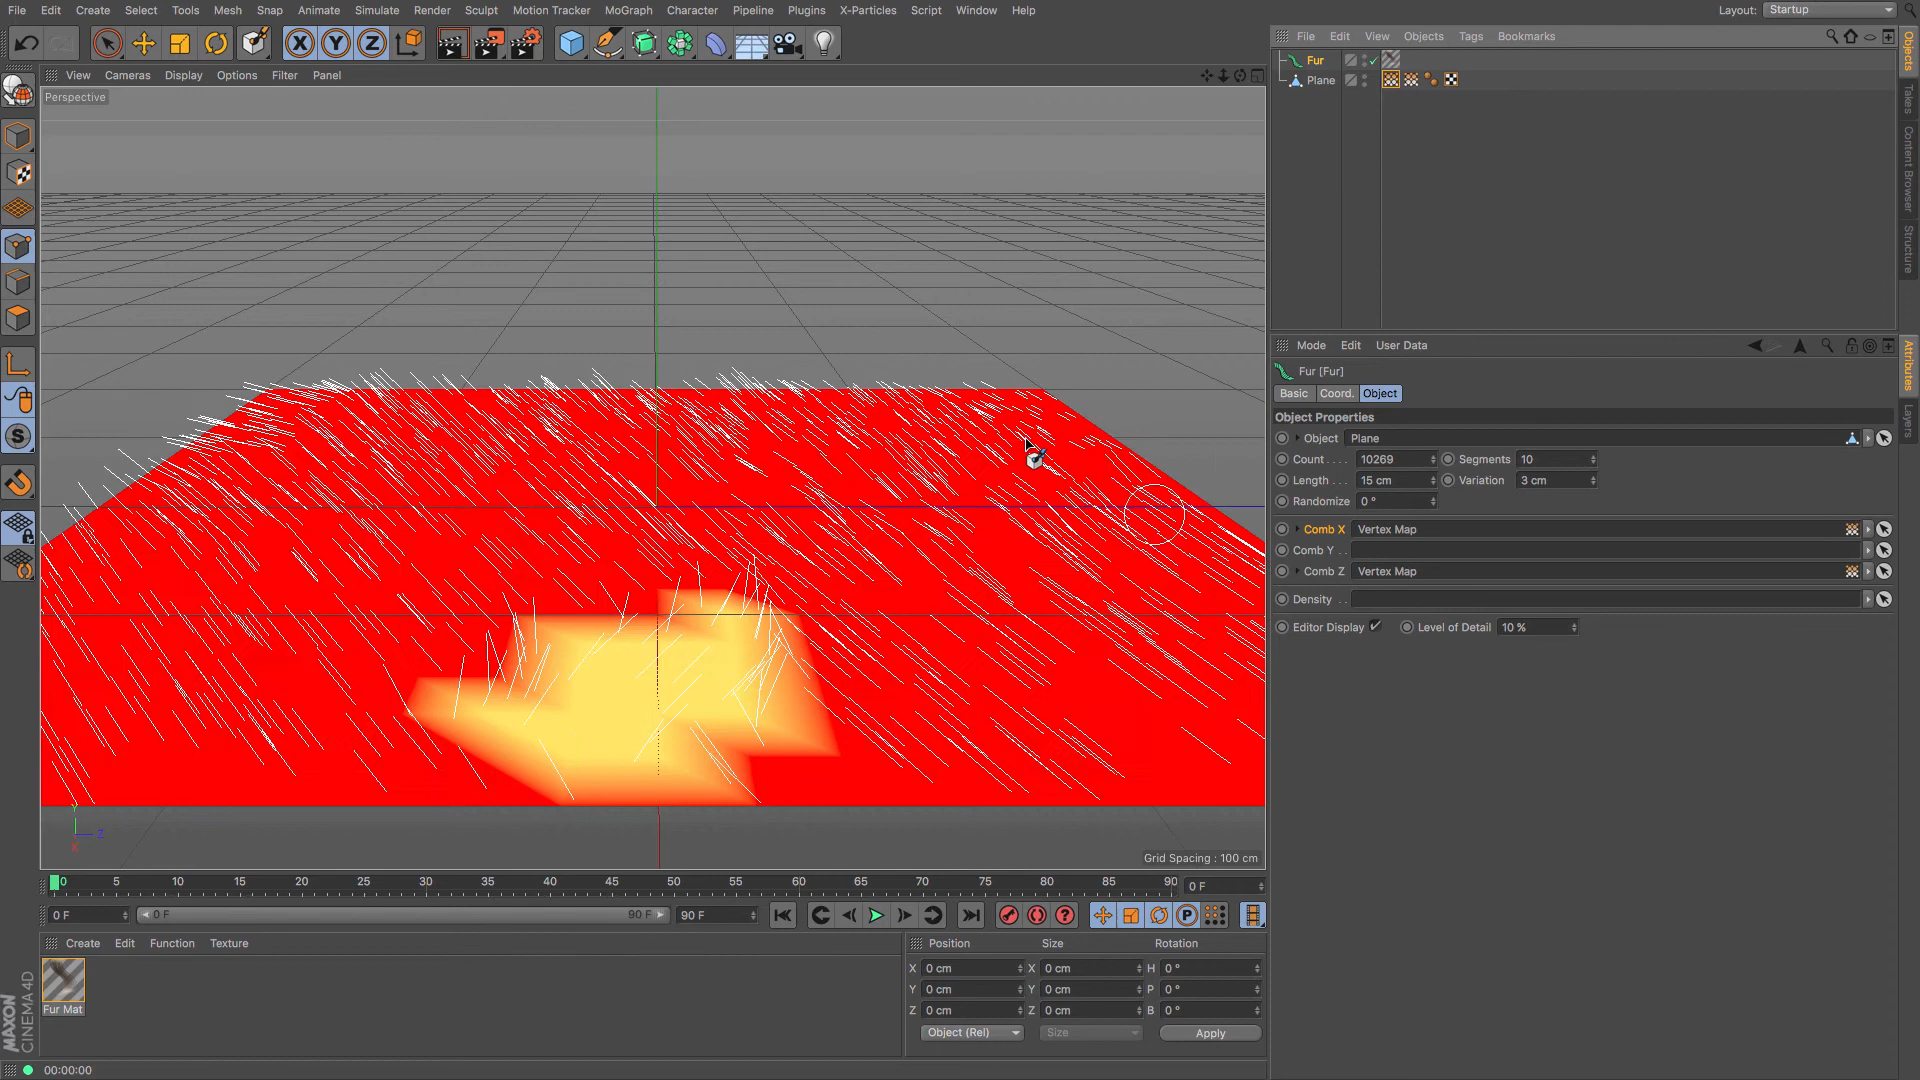 File Edit Create Select Tools Mesh Snap Animate Simulate Render Sculpt Motion Tracker MoGraph Character Pipeline Plugins X-Particles Script Window Help Layout: Startup
X Y Z
File Edit View Objects Tags Bookmarks
Objects
Takes
Content Browser
Structure
Fur
Plane
View Cameras Display Options Filter Panel
Perspective
S
Mode Edit User Data
Attributes
Layers
Fur [Fur]
Basic Coord. Object
Object Properties
Object Plane
Count . . . . 10269 Segments 10
Length . . . 15 cm Variation 3 cm
Randomize 0 °
Comb X Vertex Map
Comb Y . .
Comb Z Vertex Map
Density . .
Editor Display Level of Detail 10 %
Y
Z
X
Grid Spacing : 100 cm
0 5 10 15 20 25 30 35 40 45 50 55 60 65 70 75 80 85 90 0 F
0 F 0 F 90 F 90 F P
Create Edit Function Texture
Fur Mat
Position Size Rotation
X 0 cm X 0 cm H 0 °
Y 0 cm Y 0 cm P 0 °
Z 0 cm Z 0 cm B 0 °
Object (Rel) Size Apply
MAXON
CINEMA 4D
00:00:00